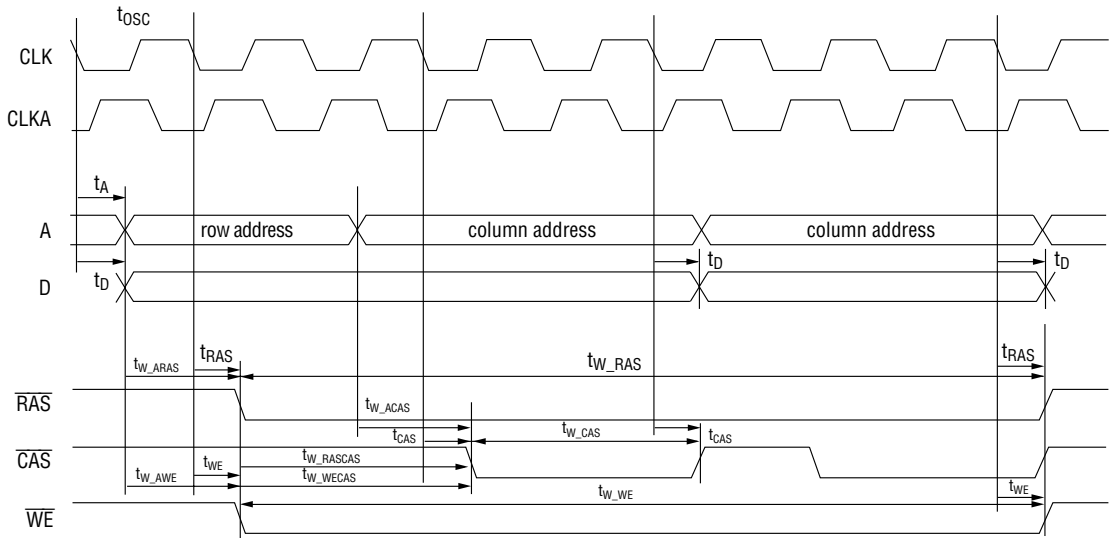 tOSC
CLK
CLKA
tA
A row address column address column address
tD tD tD
D
tW_ARAS tRAS tW_RAS tRAS
RAS
tW_ACAS
tCAS tW_CAS tCAS
CAS
tWE tW_RASCAS
tW_AWE tW_WECAS
tW_WE tWE
WE